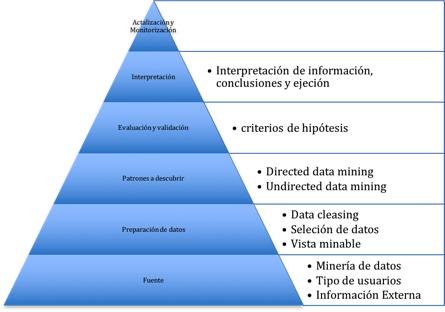 Actalización y
Monitorización
Interpretación
• Interpretación de información,
conclusiones y ejeción
Evaluación y validación
• criterios de hipótesis
Patrones a descubrir
• Directed data mining
• Undirected data mining
Preparación de datos
• Data cleasing
• Seleción de datos
• Vista minable
Fuente
• Minería de datos
• Tipo de usuarios
• Información Externa